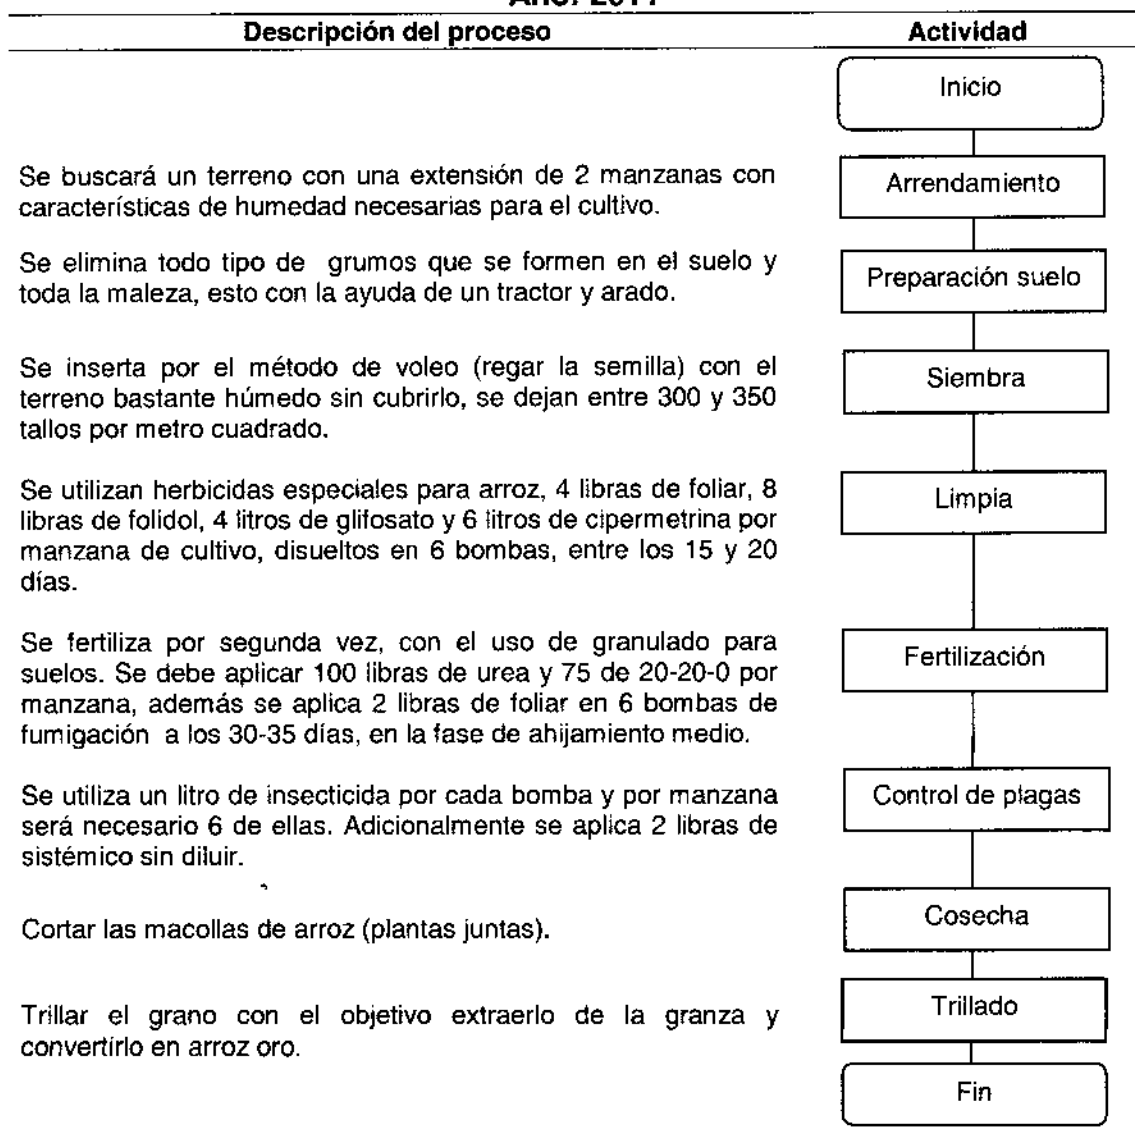 Descripción del proceso
Actividad
Inicio
Se buscará un terreno con una extensión de 2 manzanas con
características de humedad necesarias para el cultivo.
Arrendamiento
Se elimina todo tipo de grumos que se formen en el suelo y
toda la maleza, esto con la ayuda de un tractor y arado.
Preparación suelo
Se inserta por el método de voleo (regar la semilla) con el
terreno bastante húmedo sin cubrirlo, se dejan entre 300 y 350
tallos por metro cuadrado.
Siembra
Se utilizan herbicidas especiales para arroz, 4 libras de foliar, 8
libras de folidol, 4 litros de glifosato y 6 litros de cipermetrina por
manzana de cultivo, disueltos en 6 bombas, entre los 15 y 20
días.
Limpia
Se fertiliza por segunda vez, con el uso de granulado para
suelos. Se debe aplicar 100 libras de urea y 75 de 20-20-0 por
manzana, además se aplica 2 libras de foliar en 6 bombas de
fumigación a los 30-35 días, en la fase de ahijamiento medio.
Fertilización
Se utiliza un litro de insecticida por cada bomba y por manzana
será necesario 6 de ellas. Adicionalmente se aplica 2 libras de
sistémico sin diluir.
Control de plagas
Cortar las macollas de arroz (plantas juntas).
Cosecha
Trillar el grano con el objetivo extraerlo de la granza y
convertirlo en arroz oro.
Trillado
Fin